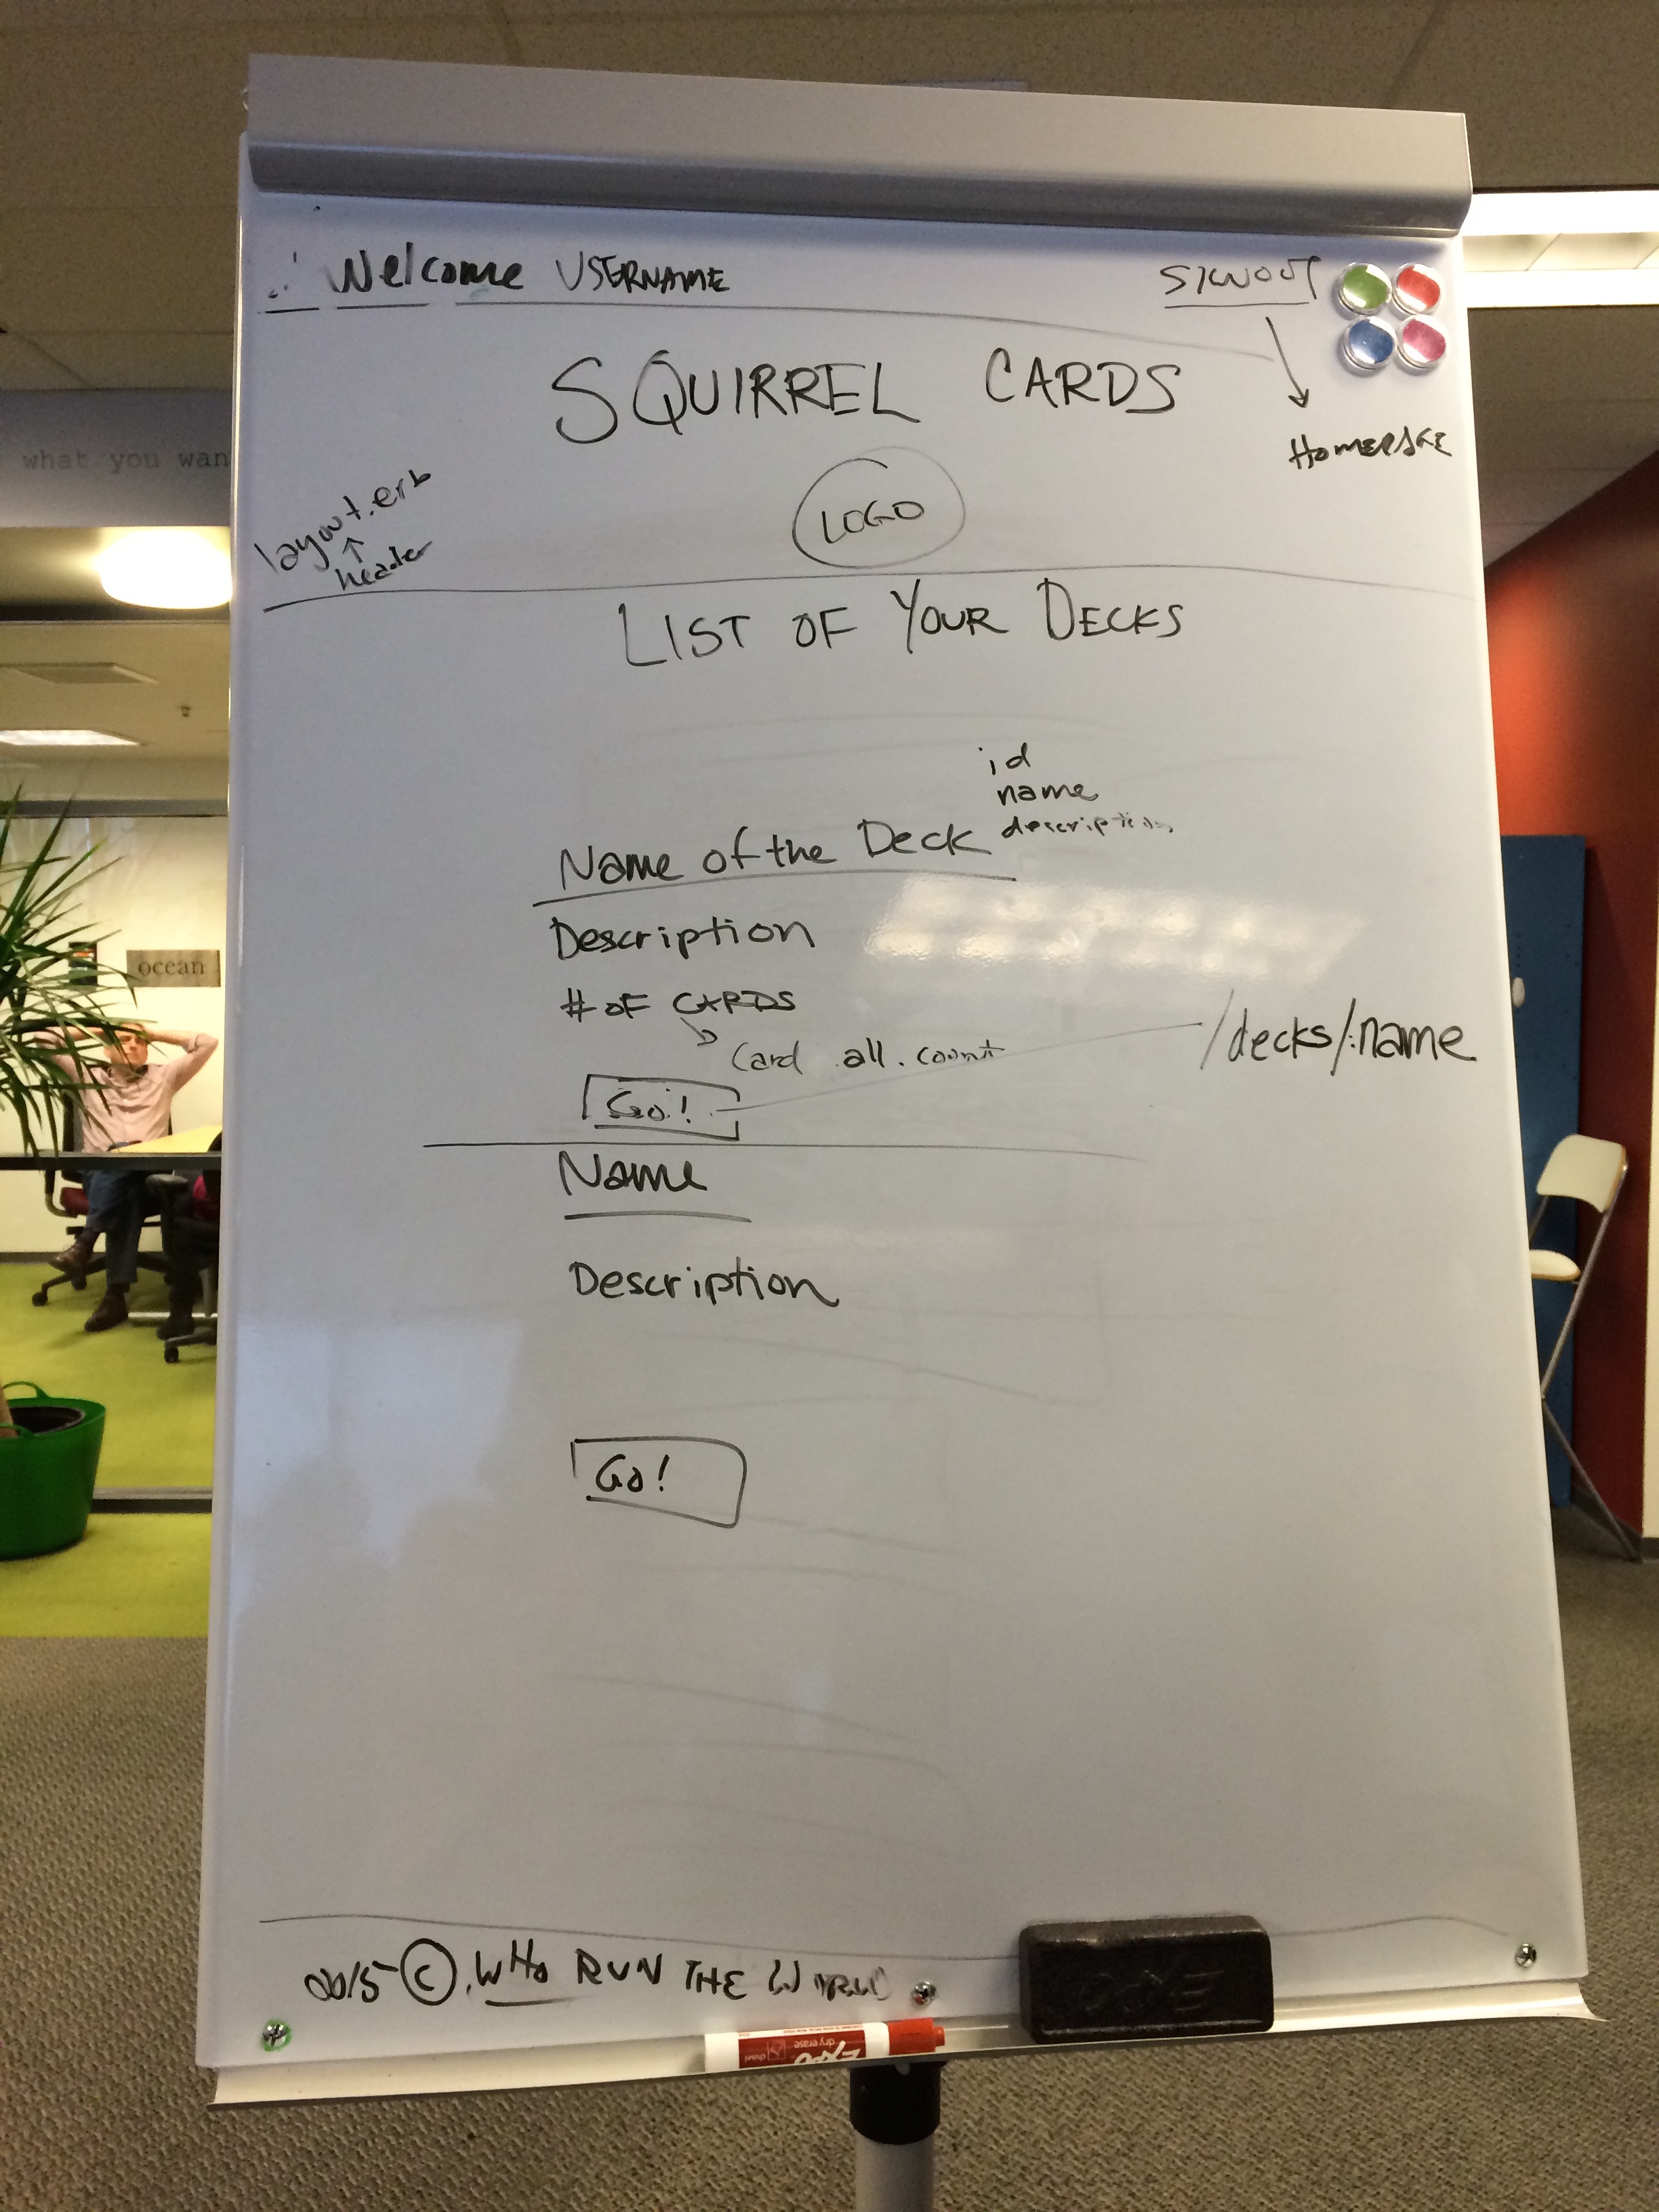 Welcome USERNAME
SIGNOUT
SQUIRREL CARDS
HOMEPAGE
what you wan
layout.erb
header
LOGO
LIST OF YOUR DECKS
id
name
description
Name of the Deck
Description
# OF CARDS
Card all.count
/decks/:name
Go!
Name
Description
Go!
ocean
© WHO RUN THE WORLD
EXPO
EXPO
dry erase